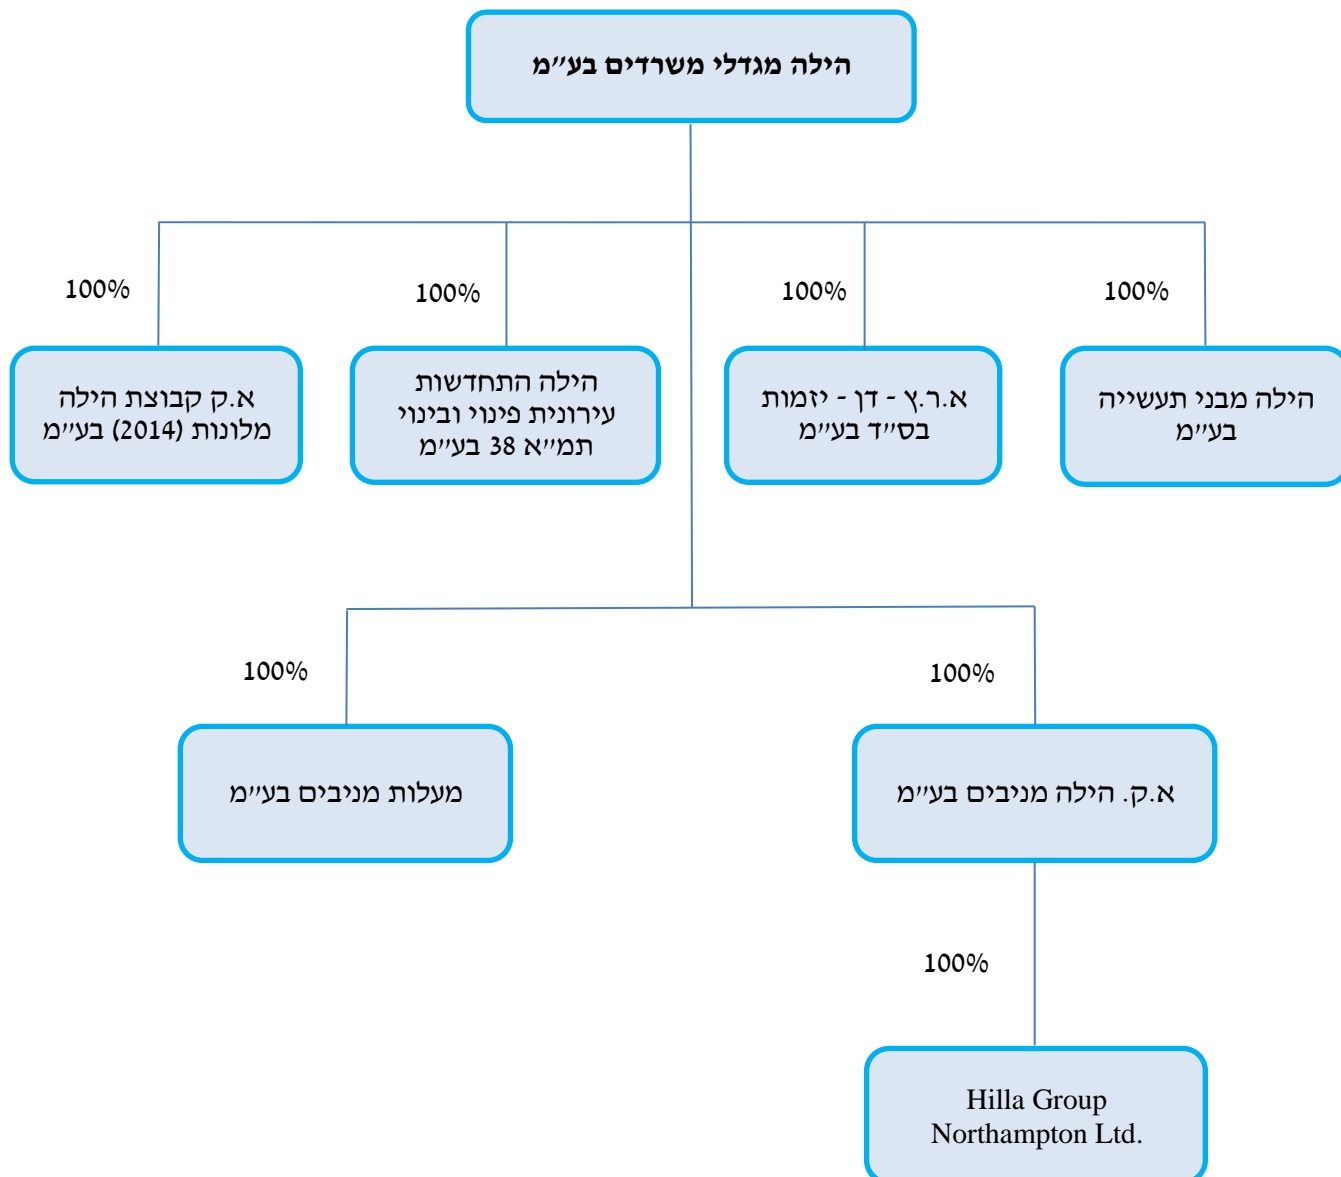 הילה מגדלי משרדים בע״מ
100%
100%
100%
100%
הילה מבני תעשייה
בע״מ
א.ר.ץ - דן - יזמות
בס״ד בע״מ
הילה התחדשות
עירונית פינוי ובינוי
תמ״א 38 בע״מ
א.ק קבוצת הילה
מלונות (2014) בע״מ
100%
100%
א.ק. הילה מניבים בע״מ
מעלות מניבים בע״מ
100%
Hilla Group
Northampton Ltd.